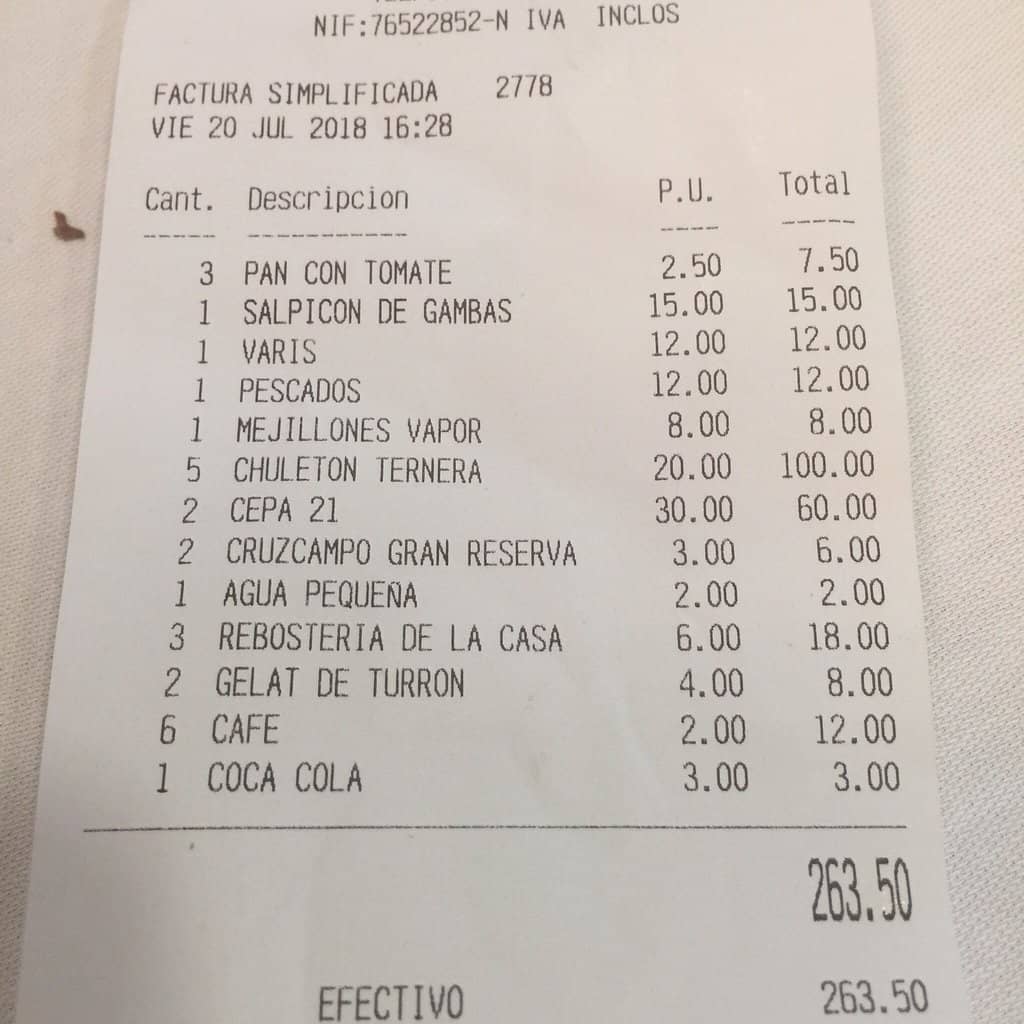 NIF:76522852-N IVA INCLOS
FACTURA SIMPLIFICADA 2778
VIE 20 JUL 2018 16:28
Cant. Descripcion P.U. Total
----- ----------- ---- -----
3 PAN CON TOMATE 2.50 7.50
1 SALPICON DE GAMBAS 15.00 15.00
1 VARIS 12.00 12.00
1 PESCADOS 12.00 12.00
1 MEJILLONES VAPOR 8.00 8.00
5 CHULETON TERNERA 20.00 100.00
2 CEPA 21 30.00 60.00
2 CRUZCAMPO GRAN RESERVA 3.00 6.00
1 AGUA PEQUEÑA 2.00 2.00
3 REBOSTERIA DE LA CASA 6.00 18.00
2 GELAT DE TURRON 4.00 8.00
6 CAFE 2.00 12.00
1 COCA COLA 3.00 3.00
263.50
EFECTIVO 263.50